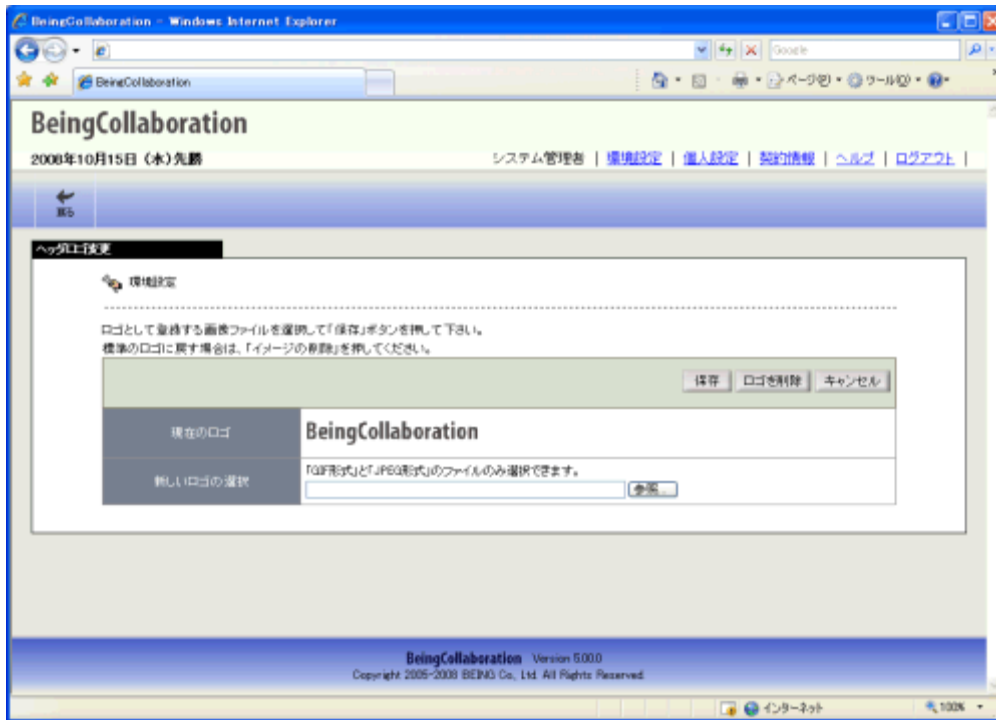 BeingCollaboration - Windows Internet Explorer
Google
BeingCollaboration
ページ(P)
ツール(O)
BeingCollaboration
2008年10月15日(水)先勝
システム管理者 | 環境設定 | 個人設定 | 契約情報 | ヘルプ | ログアウト |
戻る
ヘッダロゴ変更
環境設定
ロゴとして登録する画像ファイルを選択して「保存」ボタンを押して下さい。
標準のロゴに戻す場合は、「イメージの削除」を押してください。
保存 ロゴを削除 キャンセル
現在のロゴ
BeingCollaboration
新しいロゴの選択
「GIF形式」と「JPEG形式」のファイルのみ選択できます。
参照...
BeingCollaboration Version 5.00.0
Copyright 2005-2008 BEING Co., Ltd. All Rights Reserved.
インターネット
100%